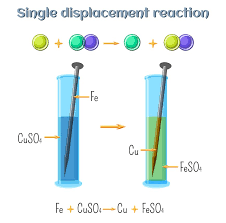 Single displacement reaction
Fe
CuSO₄
Cu
FeSO₄
Fe + CuSO₄ → Cu + FeSO₄